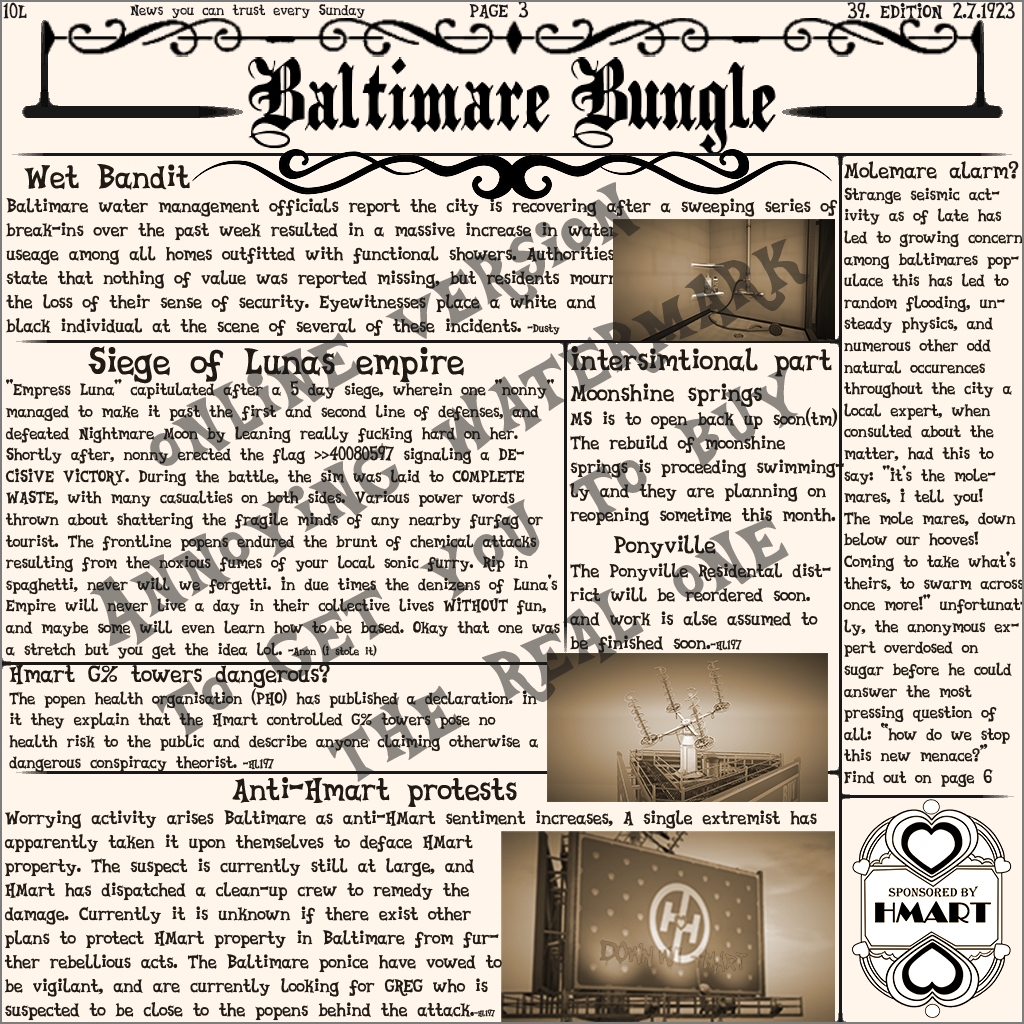 10L News you can trust every Sunday PAGE 3 39. EDITION 2.7.1923
Baltimare Bungle
Wet Bandit
Baltimare water management officials report the city is recovering after a sweeping series of
break-ins over the past week resulted in a massive increase in water
useage among all homes outfitted with functional showers. Authorities
state that nothing of value was reported missing, but residents mourn
the loss of their sense of security. Eyewitnesses place a white and
black individual at the scene of several of these incidents. -Dusty
Siege of Lunas empire
"Empress Luna" capitulated after a 5 day siege, wherein one "nonny"
managed to make it past the first and second line of defenses, and
defeated Nightmare Moon by leaning really fucking hard on her.
Shortly after, nonny erected the flag >>40080597 signaling a DE-
CISIVE VICTORY. During the battle, the sim was laid to COMPLETE
WASTE, with many casualties on both sides. Various power words
thrown about shattering the fragile minds of any nearby furfag or
tourist. The frontline popens endured the brunt of chemical attacks
resulting from the noxious fumes of your local sonic furry. Rip in
spaghetti, never will we forgetti. In due times the denizens of Luna's
Empire will never live a day in their collective lives WITHOUT fun,
and maybe some will even learn how to be based. Okay that one was
a stretch but you get the idea lol. -Anon (I stole it)
intersimtional part
Moonshine springs
MS is to open back up soon(tm)
The rebuild of moonshine
springs is proceeding swimming-
ly and they are planning on
reopening sometime this month.
Ponyville
The Ponyville Residental dist-
rict will be reordered soon.
and work is alse assumed to
be finished soon.-HL197
Hmart G% towers dangerous?
The popen health organisation (PHO) has published a declaration. In
it they explain that the Hmart controlled G% towers pose no
health risk to the public and describe anyone claiming otherwise a
dangerous conspiracy theorist. -HL197
Anti-Hmart protests
Worrying activity arises Baltimare as anti-HMart sentiment increases, A single extremist has
apparently taken it upon themselves to deface HMart
property. The suspect is currently still at large, and
HMart has dispatched a clean-up crew to remedy the
damage. Currently it is unknown if there exist other
plans to protect HMart property in Baltimare from fur-
ther rebellious acts. The Baltimare ponice have vowed to
be vigilant, and are currently looking for GREG who is
suspected to be close to the popens behind the attack.-HL197
DOWN W HMART
Molemare alarm?
Strange seismic act-
ivity as of late has
led to growing concern
among baltimares pop-
ulace this has led to
random flooding, un-
steady physics, and
numerous other odd
natural occurences
throughout the city a
local expert, when
consulted about the
matter, had this to
say: "it's the mole-
mares, i tell you!
The mole mares, down
below our hooves!
Coming to take what's
theirs, to swarm across
once more!" unfortunat
ly, the anonymous ex-
pert overdosed on
sugar before he could
answer the most
pressing question of
all: "how do we stop
this new menace?"
Find out on page 6
SPONSORED BY
HMART
ONLINE VERSION
ANNOYING WATERMARK
TO GET YOU TO BUY
THE REAL ONE